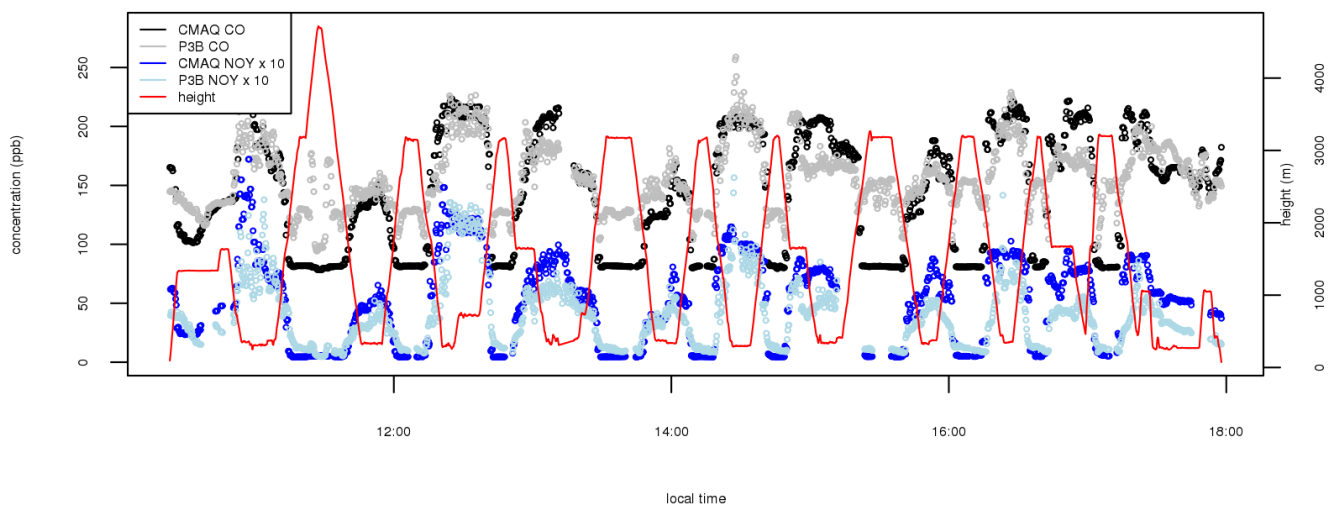 CMAQ CO
P3B CO
CMAQ NOY x 10
P3B NOY x 10
height
concentration (ppb)
0
50
100
150
200
250
height (m)
0
1000
2000
3000
4000
12:00
14:00
16:00
18:00
local time